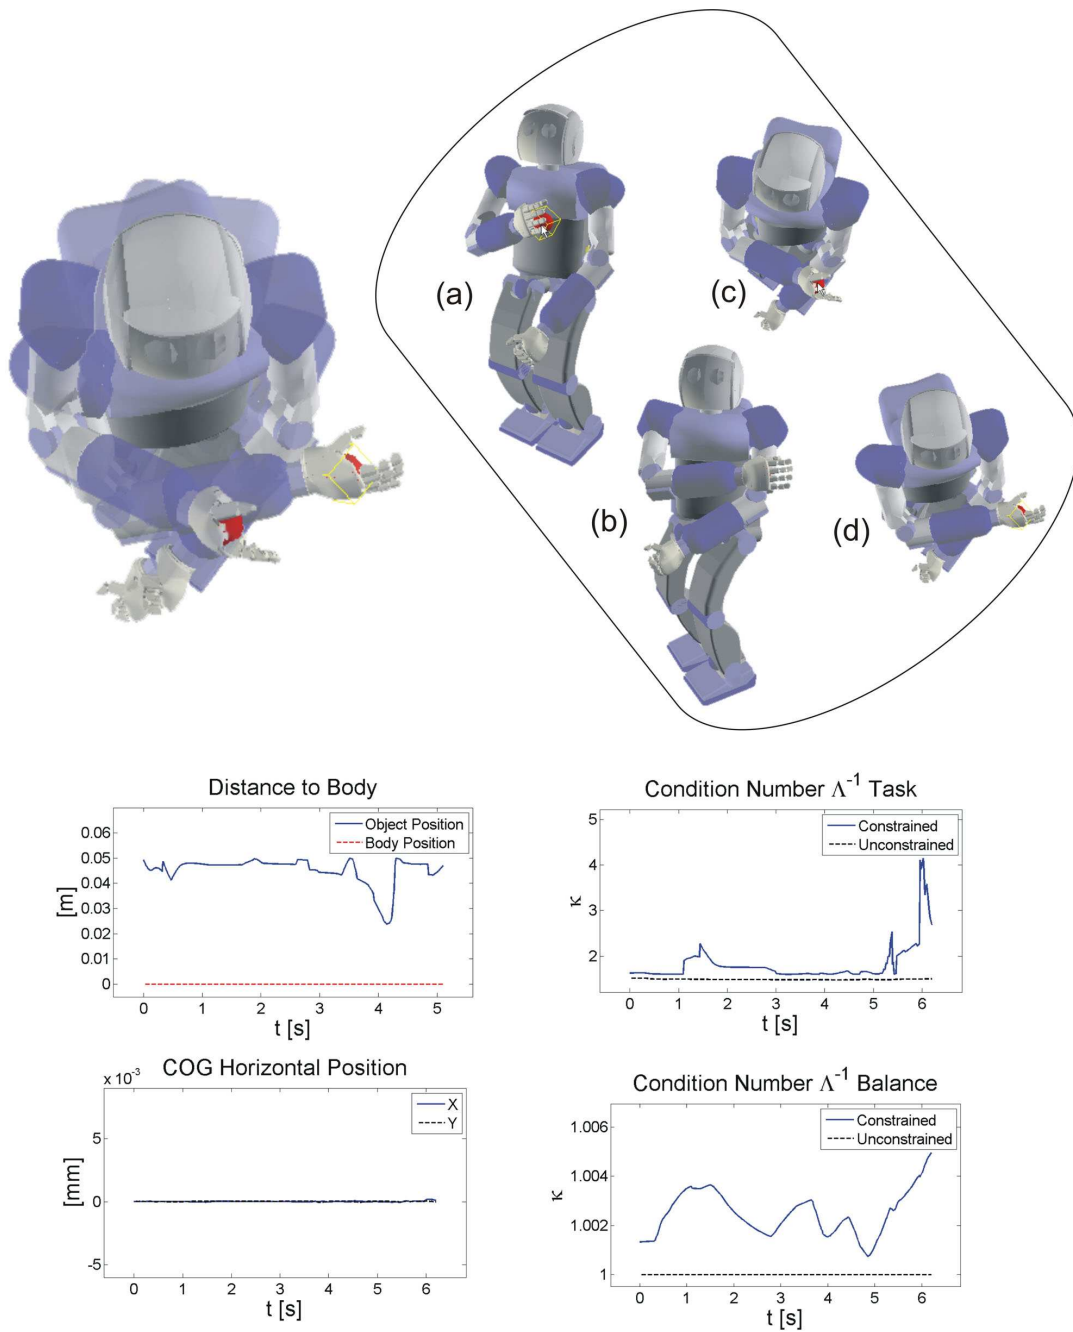 (a)
(c)
(b)
(d)
Distance to Body
Object Position
Body Position
0.06
0.05
0.04
0.03
0.02
0.01
0
[m]
0 1 2 3 4 5
t [s]
Condition Number Λ⁻¹ Task
Constrained
Unconstrained
5
4
3
2
κ
0 1 2 3 4 5 6
t [s]
COG Horizontal Position
x 10⁻³
X
Y
5
0
-5
[mm]
0 1 2 3 4 5 6
t [s]
Condition Number Λ⁻¹ Balance
Constrained
Unconstrained
1.006
1.004
1.002
1
κ
0 1 2 3 4 5 6
t [s]